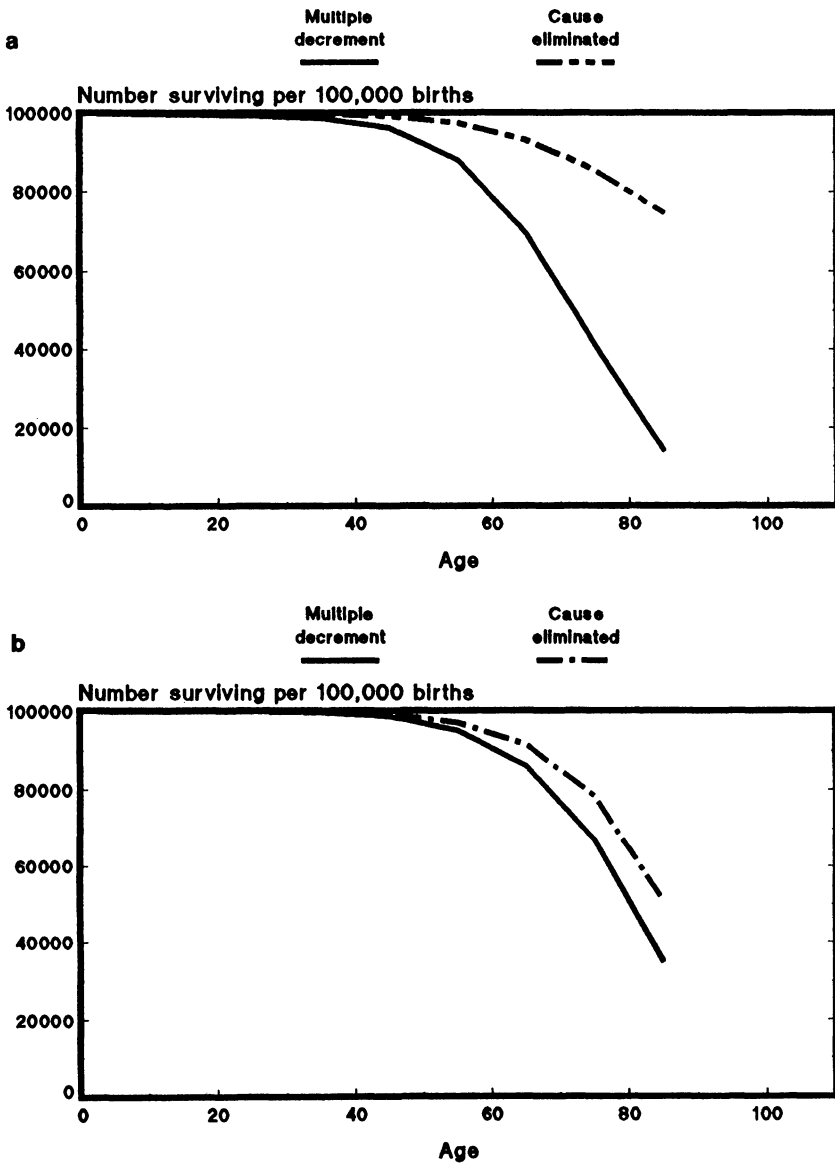 a
Multiple decrement
Cause eliminated
Number surviving per 100,000 births
100000
80000
60000
40000
20000
0
0 20 40 60 80 100
Age
b
Multiple decrement
Cause eliminated
Number surviving per 100,000 births
100000
80000
60000
40000
20000
0
0 20 40 60 80 100
Age